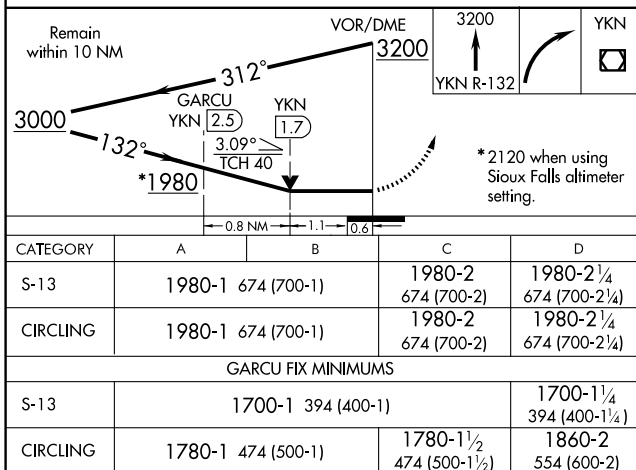 Remain
within 10 NM
VOR/DME
3200
3200
YKN R-132
YKN
312°
3000
132°
GARCU
YKN 2.5
YKN
1.7
3.09°
TCH 40
*1980
*2120 when using
Sioux Falls altimeter
setting.
0.8 NM
1.1
0.6
CATEGORY A B C D
S-13 1980-1 674 (700-1) 1980-2 1980-2¼
674 (700-2) 674 (700-2¼)
CIRCLING 1980-1 674 (700-1) 1980-2 1980-2¼
674 (700-2) 674 (700-2¼)
GARCU FIX MINIMUMS
S-13 1700-1 394 (400-1) 1700-1¼
394 (400-1¼)
CIRCLING 1780-1 474 (500-1) 1780-1½ 1860-2
474 (500-1½) 554 (600-2)